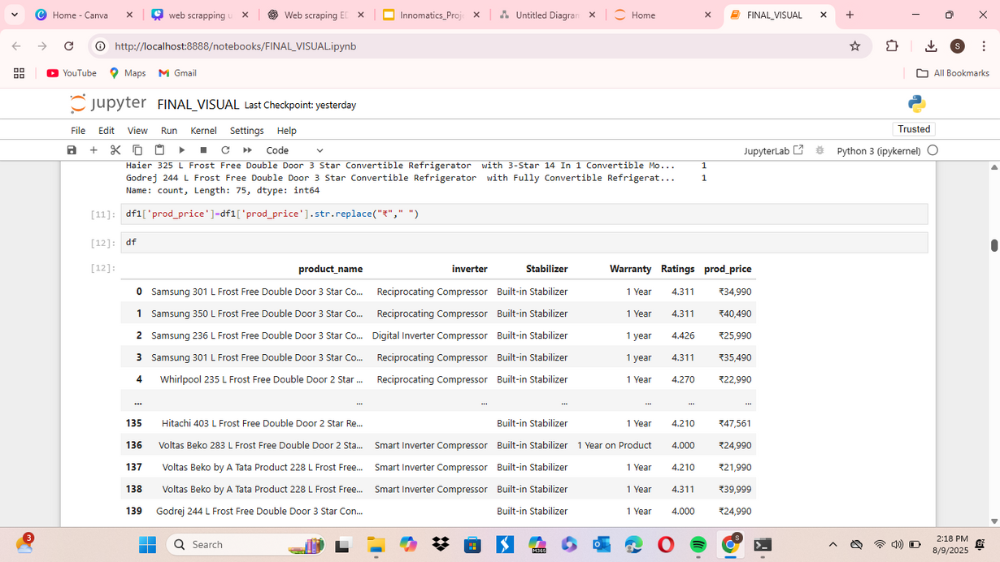 Home - Canva
web scrapping u
Web scraping ED
Innomatics_Proje
Untitled Diagran
Home
FINAL_VISUAL
http://localhost:8888/notebooks/FINAL_VISUAL.ipynb
S
YouTube
Maps
Gmail
All Bookmarks
jupyter FINAL_VISUAL Last Checkpoint: yesterday
File Edit View Run Kernel Settings Help
Trusted
Code
JupyterLab
Python 3 (ipykernel)
Haier 325 L Frost Free Double Door 3 Star Convertible Refrigerator with 3-Star 14 In 1 Convertible Mo... 1
Godrej 244 L Frost Free Double Door 3 Star Convertible Refrigerator with Fully Convertible Refrigerat... 1
Name: count, Length: 75, dtype: int64
[11]: df1['prod_price']=df1['prod_price'].str.replace("₹"," ")
[12]: df
[12]: product_name inverter Stabilizer Warranty Ratings prod_price
0 Samsung 301 L Frost Free Double Door 3 Star Co... Reciprocating Compressor Built-in Stabilizer 1 Year 4.311 ₹34,990
1 Samsung 350 L Frost Free Double Door 3 Star Co... Reciprocating Compressor Built-in Stabilizer 1 Year 4.311 ₹40,490
2 Samsung 236 L Frost Free Double Door 3 Star Co... Digital Inverter Compressor Built-in Stabilizer 1 year 4.426 ₹25,990
3 Samsung 301 L Frost Free Double Door 3 Star Co... Reciprocating Compressor Built-in Stabilizer 1 Year 4.311 ₹35,490
4 Whirlpool 235 L Frost Free Double Door 2 Star ... Reciprocating Compressor Built-in Stabilizer 1 Year 4.270 ₹22,990
... ... ... ... ... ... ...
135 Hitachi 403 L Frost Free Double Door 2 Star Re... Built-in Stabilizer 1 Year 4.210 ₹47,561
136 Voltas Beko 283 L Frost Free Double Door 2 Sta... Smart Inverter Compressor Built-in Stabilizer 1 Year on Product 4.000 ₹24,990
137 Voltas Beko by A Tata Product 228 L Frost Free... Smart Inverter Compressor Built-in Stabilizer 1 Year 4.210 ₹21,990
138 Voltas Beko by A Tata Product 228 L Frost Free... Smart Inverter Compressor Built-in Stabilizer 1 Year 4.311 ₹39,999
139 Godrej 244 L Frost Free Double Door 3 Star Con... Built-in Stabilizer 1 Year 4.000 ₹24,990
3
Search
M365
S
2:18 PM
8/9/2025